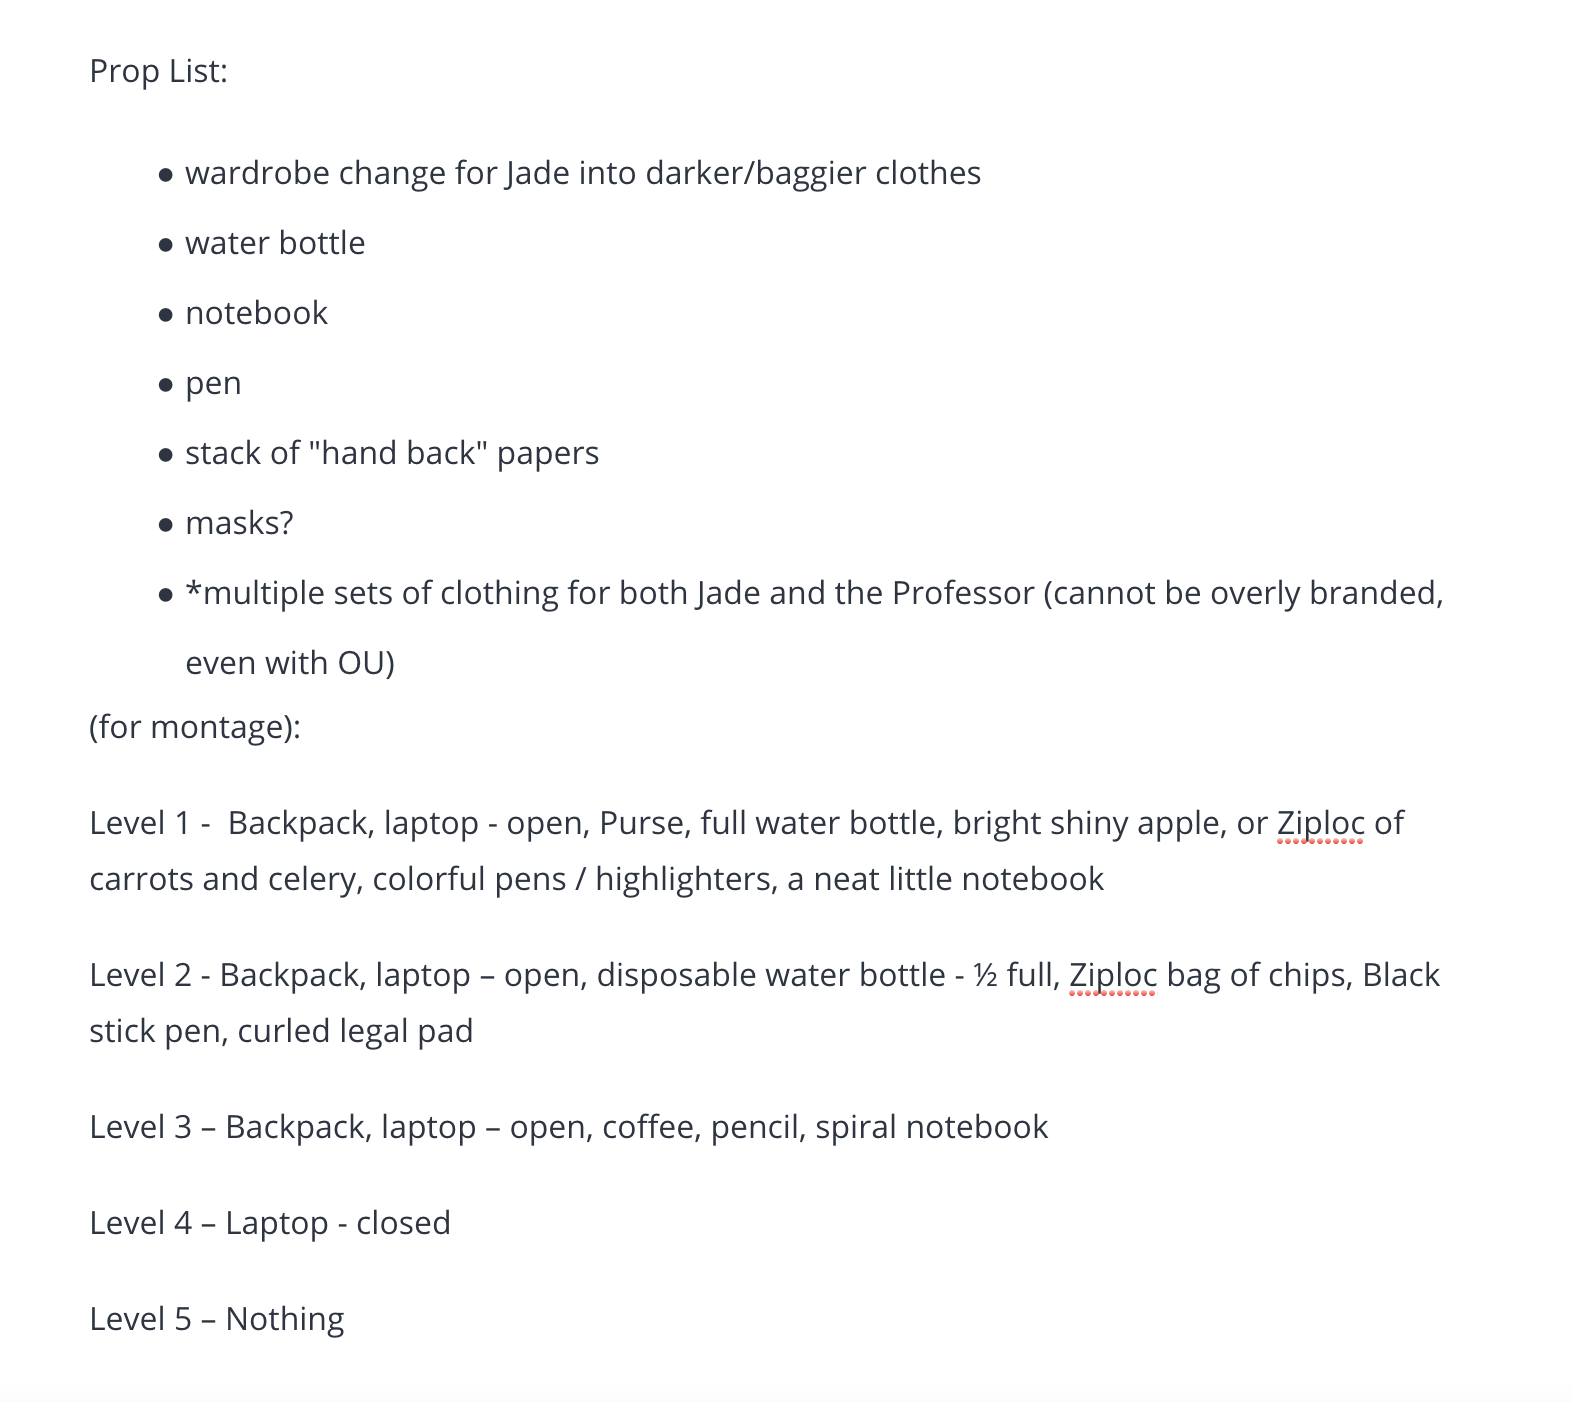 Prop List:
● wardrobe change for Jade into darker/baggier clothes
● water bottle
● notebook
● pen
● stack of "hand back" papers
● masks?
● *multiple sets of clothing for both Jade and the Professor (cannot be overly branded,
even with OU)
(for montage):
Level 1 -  Backpack, laptop - open, Purse, full water bottle, bright shiny apple, or Ziploc of
carrots and celery, colorful pens / highlighters, a neat little notebook
Level 2 - Backpack, laptop – open, disposable water bottle - ½ full, Ziploc bag of chips, Black
stick pen, curled legal pad
Level 3 – Backpack, laptop – open, coffee, pencil, spiral notebook
Level 4 – Laptop - closed
Level 5 – Nothing